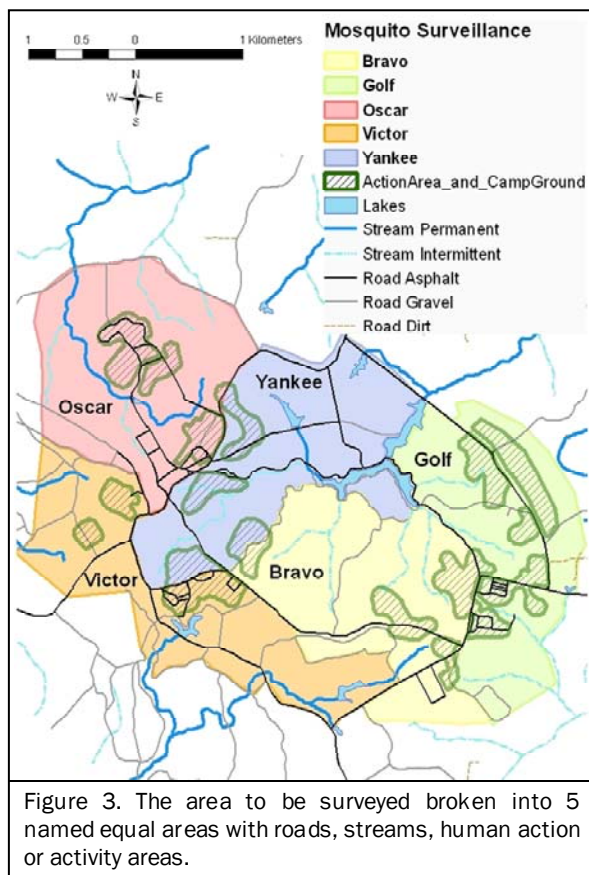 1 0.5 0 1 Kilometers
N
W E
S
Mosquito Surveillance
Bravo
Golf
Oscar
Victor
Yankee
ActionArea_and_CampGround
Lakes
Stream Permanent
Stream Intermittent
Road Asphalt
Road Gravel
Road Dirt
Yankee
Oscar
Golf
Bravo
Victor
Figure 3. The area to be surveyed broken into 5
named equal areas with roads, streams, human action
or activity areas.